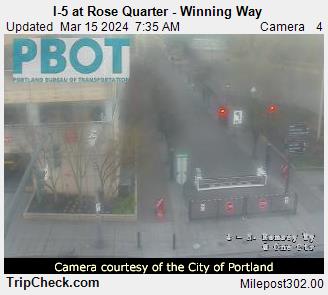 I-5 at Rose Quarter - Winning Way
Updated Mar 15 2024 7:35 AM Camera 4
PBOT
PORTLAND BUREAU OF TRANSPORTATION
Camera courtesy of the City of Portland
TripCheck.com Milepost302.00